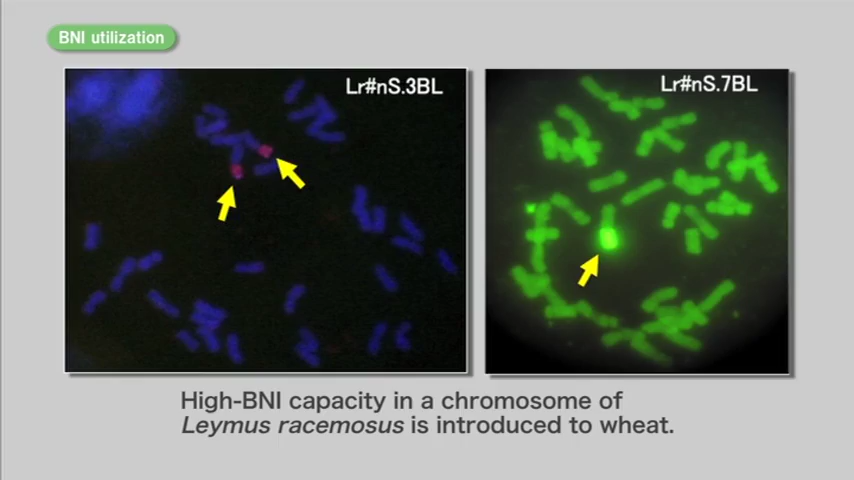 BNI utilization
Lr#nS.3BL
Lr#nS.7BL
High-BNI capacity in a chromosome of
Leymus racemosus is introduced to wheat.